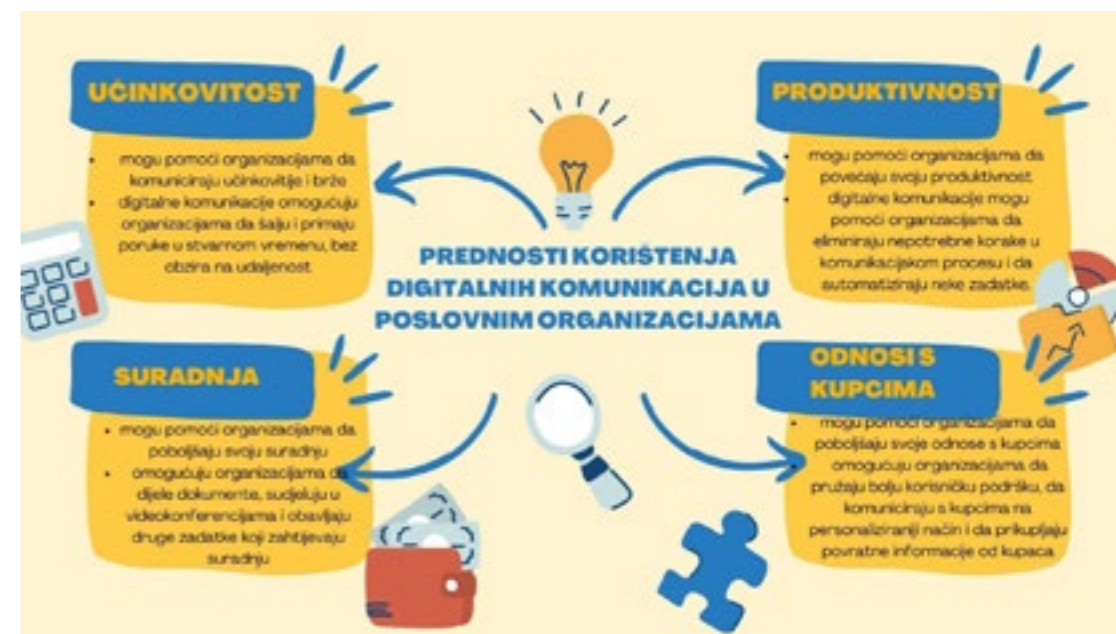 UČINKOVITOST
mogu pomoći organizacijama da
komuniciraju učinkovitije i brže
digitalne komunikacije omogućuju
organizacijama da šalju i primaju
poruke u stvarnom vremenu, bez
obzira na udaljenost.
PRODUKTIVNOST
mogu pomoći organizacijama da
povećaju svoju produktivnost.
digitalne komunikacije mogu
pomoći organizacijama da
eliminiraju nepotrebne korake u
komunikacijskom procesu i da
automatiziraju neke zadatke.
PREDNOSTI KORIŠTENJA
DIGITALNIH KOMUNIKACIJA U
POSLOVNIM ORGANIZACIJAMA
SURADNJA
mogu pomoći organizacijama da
poboljšaju svoju suradnju
omogućuju organizacijama da
dijele dokumente, sudjeluju u
videokonferencijama i obavljaju
druge zadatke koji zahtijevaju
suradnju
ODNOSI S
KUPCIMA
mogu pomoći organizacijama da
poboljšaju svoje odnose s kupcima
omogućuju organizacijama da
pružaju bolju korisničku podršku, da
komuniciraju s kupcima na
personaliziraniji način i da prikupljaju
povratne informacije od kupaca